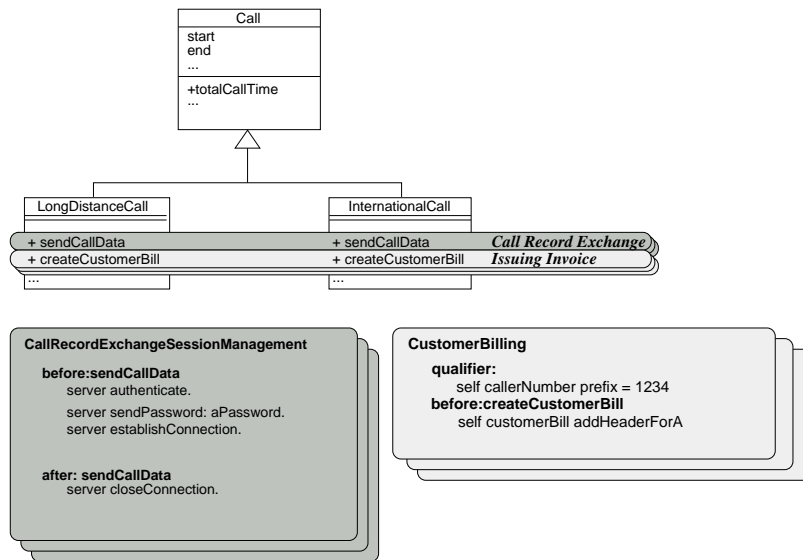 Call
start
end
...
+totalCallTime
...
LongDistanceCall
InternationalCall
+ sendCallData
+ sendCallData
Call Record Exchange
+ createCustomerBill
+ createCustomerBill
Issuing Invoice
...
...
CallRecordExchangeSessionManagement
before:sendCallData
server authenticate.
server sendPassword: aPassword.
server establishConnection.
after: sendCallData
server closeConnection.
CustomerBilling
qualifier:
self callerNumber prefix = 1234
before:createCustomerBill
self customerBill addHeaderForA